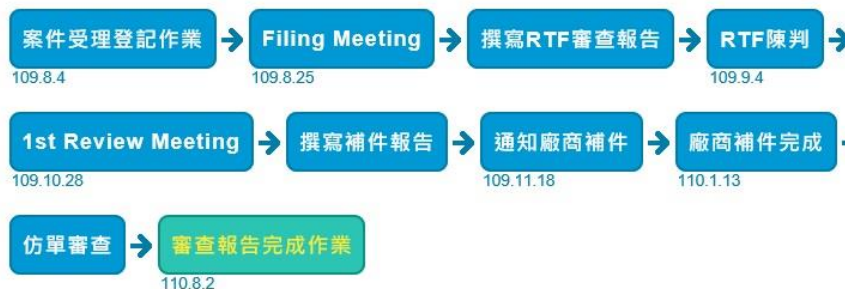 案件受理登記作業 → Filing Meeting → 撰寫RTF審查報告 → RTF陳判 →
109.8.4 109.8.25 109.9.4
1st Review Meeting → 撰寫補件報告 → 通知廠商補件 → 廠商補件完成
109.10.28 109.11.18 110.1.13
仿單審查 → 審查報告完成作業
110.8.2